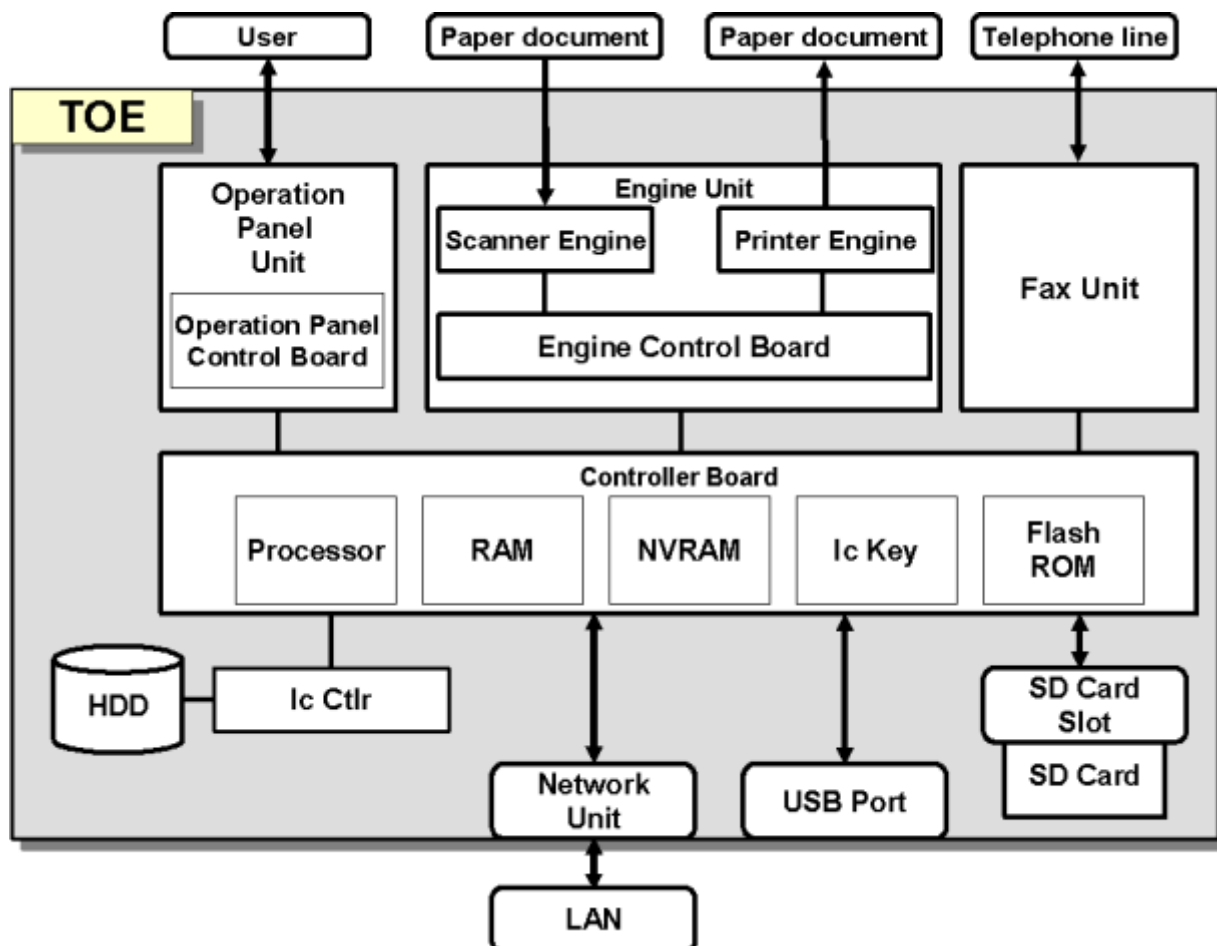 User
Paper document
Paper document
Telephone line
TOE
Operation
Panel
Unit
Operation Panel
Control Board
Engine Unit
Scanner Engine
Printer Engine
Engine Control Board
Fax Unit
Controller Board
Processor
RAM
NVRAM
Ic Key
Flash
ROM
HDD
Ic Ctlr
Network
Unit
USB Port
SD Card
Slot
SD Card
LAN